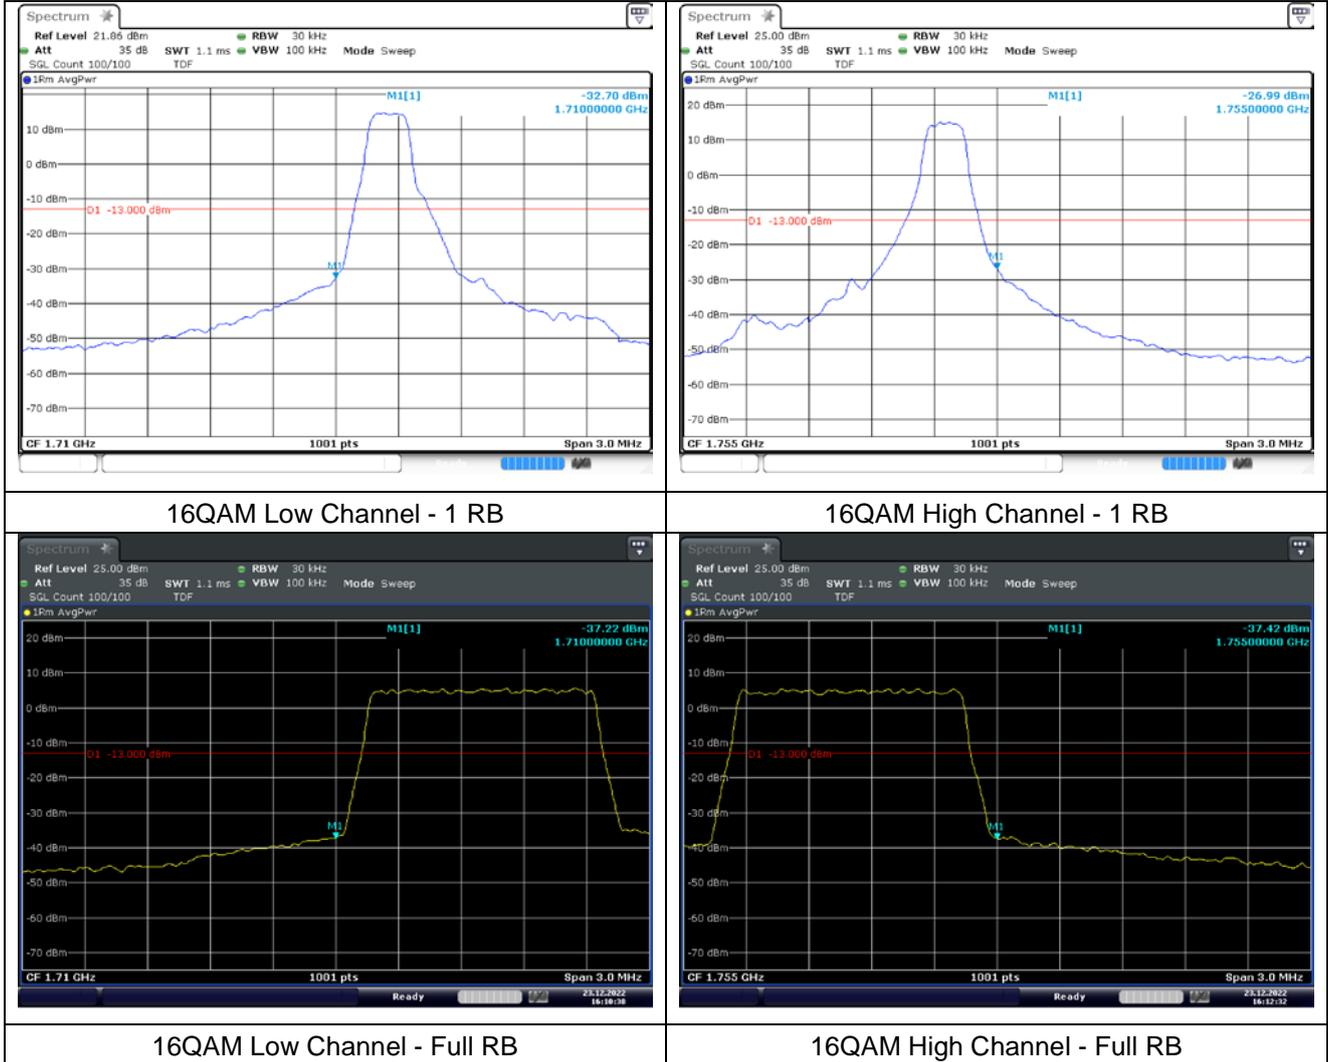 Spectrum
Ref Level 21.86 dBm RBW 30 kHz
Att 35 dB SWT 1.1 ms VBW 100 kHz Mode Sweep
SGL Count 100/100 TDF
1Rm AvgPwr
M1[1] -32.70 dBm
1.71000000 GHz
10 dBm
0 dBm
-10 dBm
D1 -13.000 dBm
-20 dBm
-30 dBm
M1
-40 dBm
-50 dBm
-60 dBm
-70 dBm
CF 1.71 GHz 1001 pts Span 3.0 MHz
Ready
16QAM Low Channel - 1 RB
Spectrum
Ref Level 25.00 dBm RBW 30 kHz
Att 35 dB SWT 1.1 ms VBW 100 kHz Mode Sweep
SGL Count 100/100 TDF
1Rm AvgPwr
M1[1] -26.99 dBm
1.75500000 GHz
20 dBm
10 dBm
0 dBm
-10 dBm
D1 -13.000 dBm
-20 dBm
M1
-30 dBm
-40 dBm
-50 dBm
-60 dBm
-70 dBm
CF 1.755 GHz 1001 pts Span 3.0 MHz
Ready
16QAM High Channel - 1 RB
Spectrum
Ref Level 25.00 dBm RBW 30 kHz
Att 35 dB SWT 1.1 ms VBW 100 kHz Mode Sweep
SGL Count 100/100 TDF
1Rm AvgPwr
M1[1] -37.22 dBm
1.71000000 GHz
20 dBm
10 dBm
0 dBm
-10 dBm
D1 -13.000 dBm
-20 dBm
-30 dBm
M1
-40 dBm
-50 dBm
-60 dBm
-70 dBm
CF 1.71 GHz 1001 pts Span 3.0 MHz
Ready 23.12.2022
16:10:38
16QAM Low Channel - Full RB
Spectrum
Ref Level 25.00 dBm RBW 30 kHz
Att 35 dB SWT 1.1 ms VBW 100 kHz Mode Sweep
SGL Count 100/100 TDF
1Rm AvgPwr
M1[1] -37.42 dBm
1.75500000 GHz
20 dBm
10 dBm
0 dBm
-10 dBm
D1 -13.000 dBm
-20 dBm
-30 dBm
M1
-40 dBm
-50 dBm
-60 dBm
-70 dBm
CF 1.755 GHz 1001 pts Span 3.0 MHz
Ready 23.12.2022
16:12:32
16QAM High Channel - Full RB